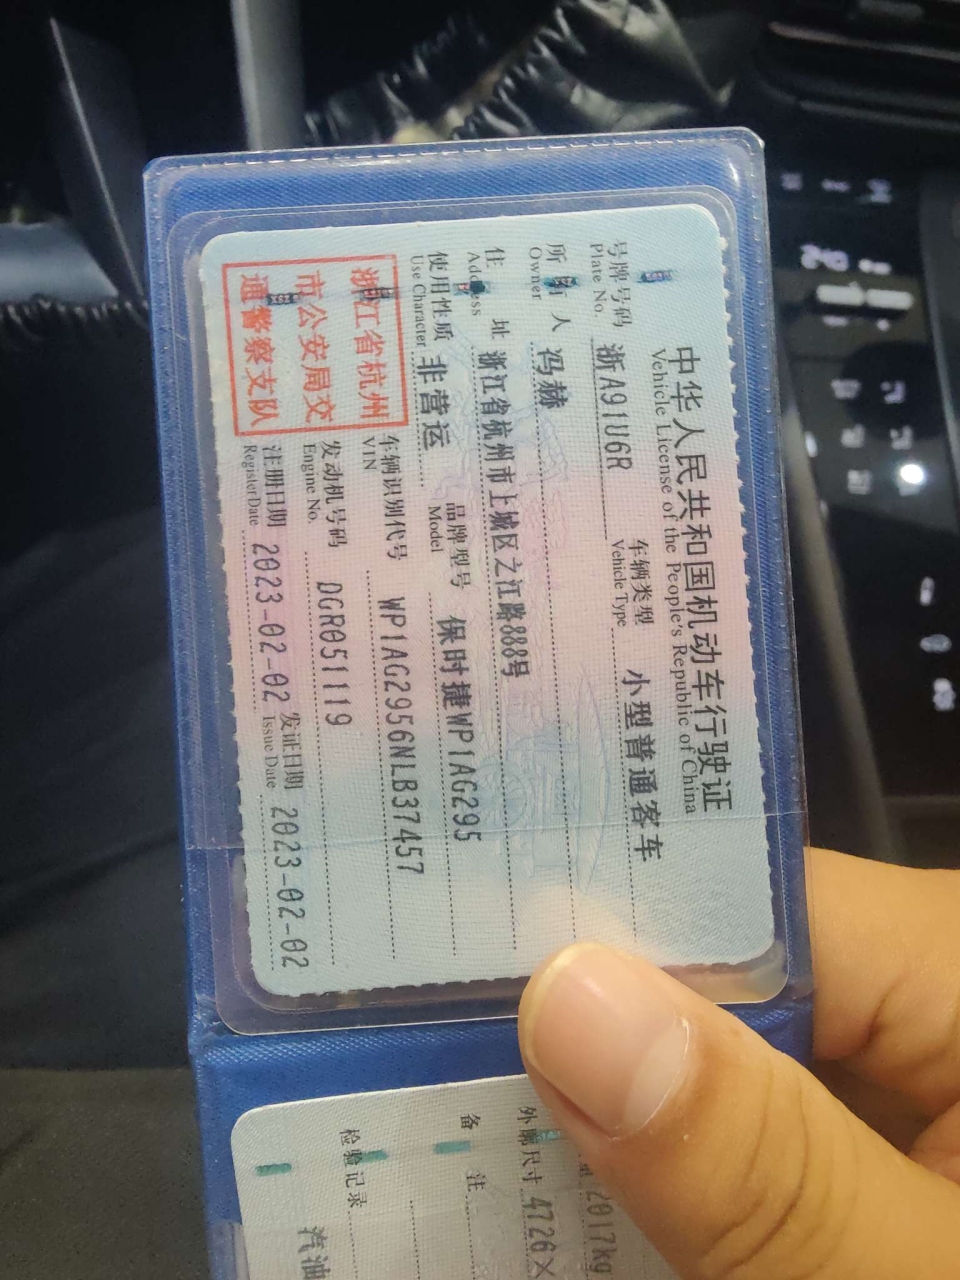 中华人民共和国机动车行驶证
Vehicle License of the People's Republic of China
号牌号码 浙A91U6R 车辆类型 小型普通客车
Plate No. Vehicle Type
所有人 冯赫
Owner
住址 浙江省杭州市上城区之江路888号
Address
使用性质 非营运 品牌型号 保时捷WP1AG295
Use Character Model
浙江省杭州
市公安局交
通警察支队
车辆识别代号 WP1AG2956NLB37457
VIN
发动机号码 DGR051119
Engine No.
注册日期 2023-02-02 发证日期 2023-02-02
Register Date Issue Date
2017kg
外廓尺寸 4726×
备注
检验记录
汽油